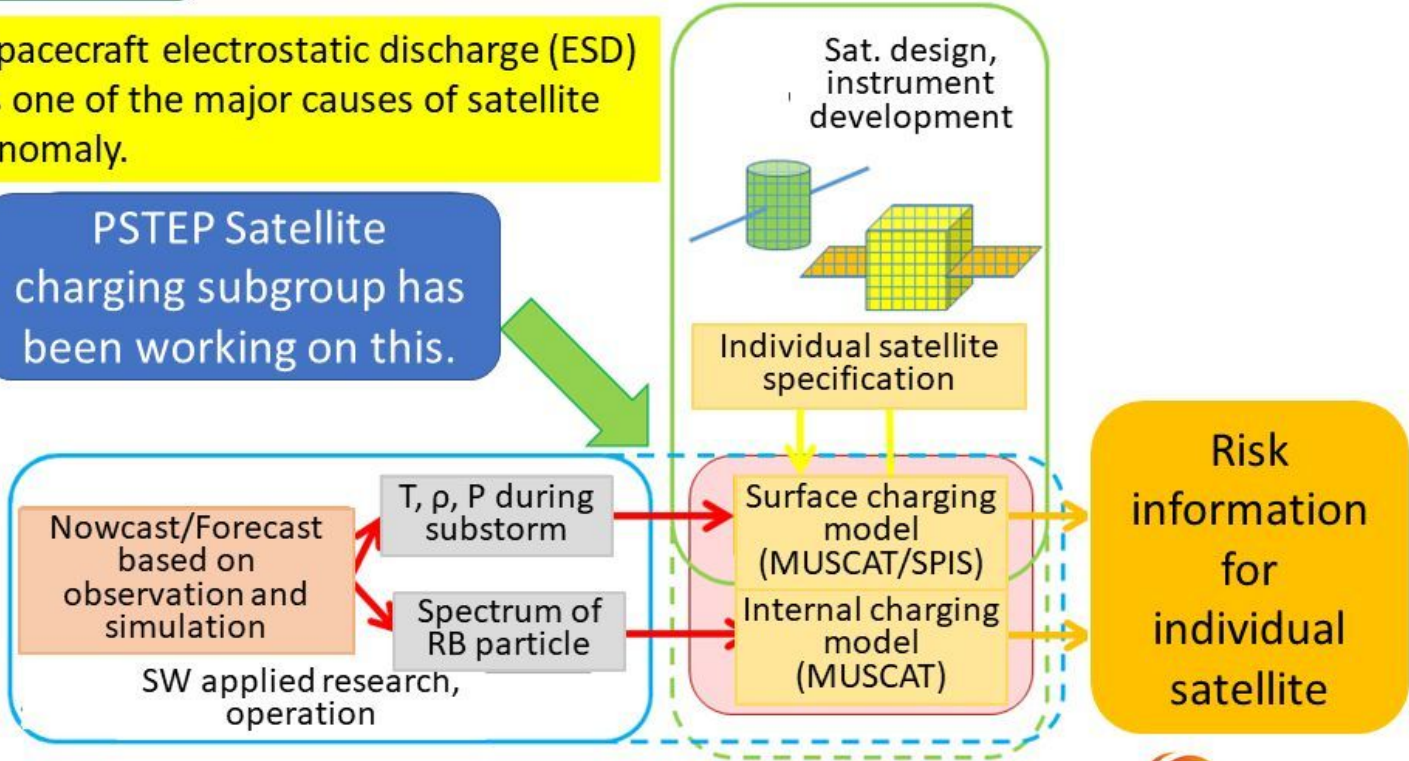 pacecraft electrostatic discharge (ESD)
one of the major causes of satellite
nomaly.
Sat. design,
instrument
development
PSTEP Satellite
charging subgroup has
been working on this.
Individual satellite
specification
Nowcast/Forecast
based on
observation and
simulation
T, ρ, P during
substorm
Spectrum of
RB particle
SW applied research,
operation
Surface charging
model
(MUSCAT/SPIS)
Internal charging
model
(MUSCAT)
Risk
information
for
individual
satellite